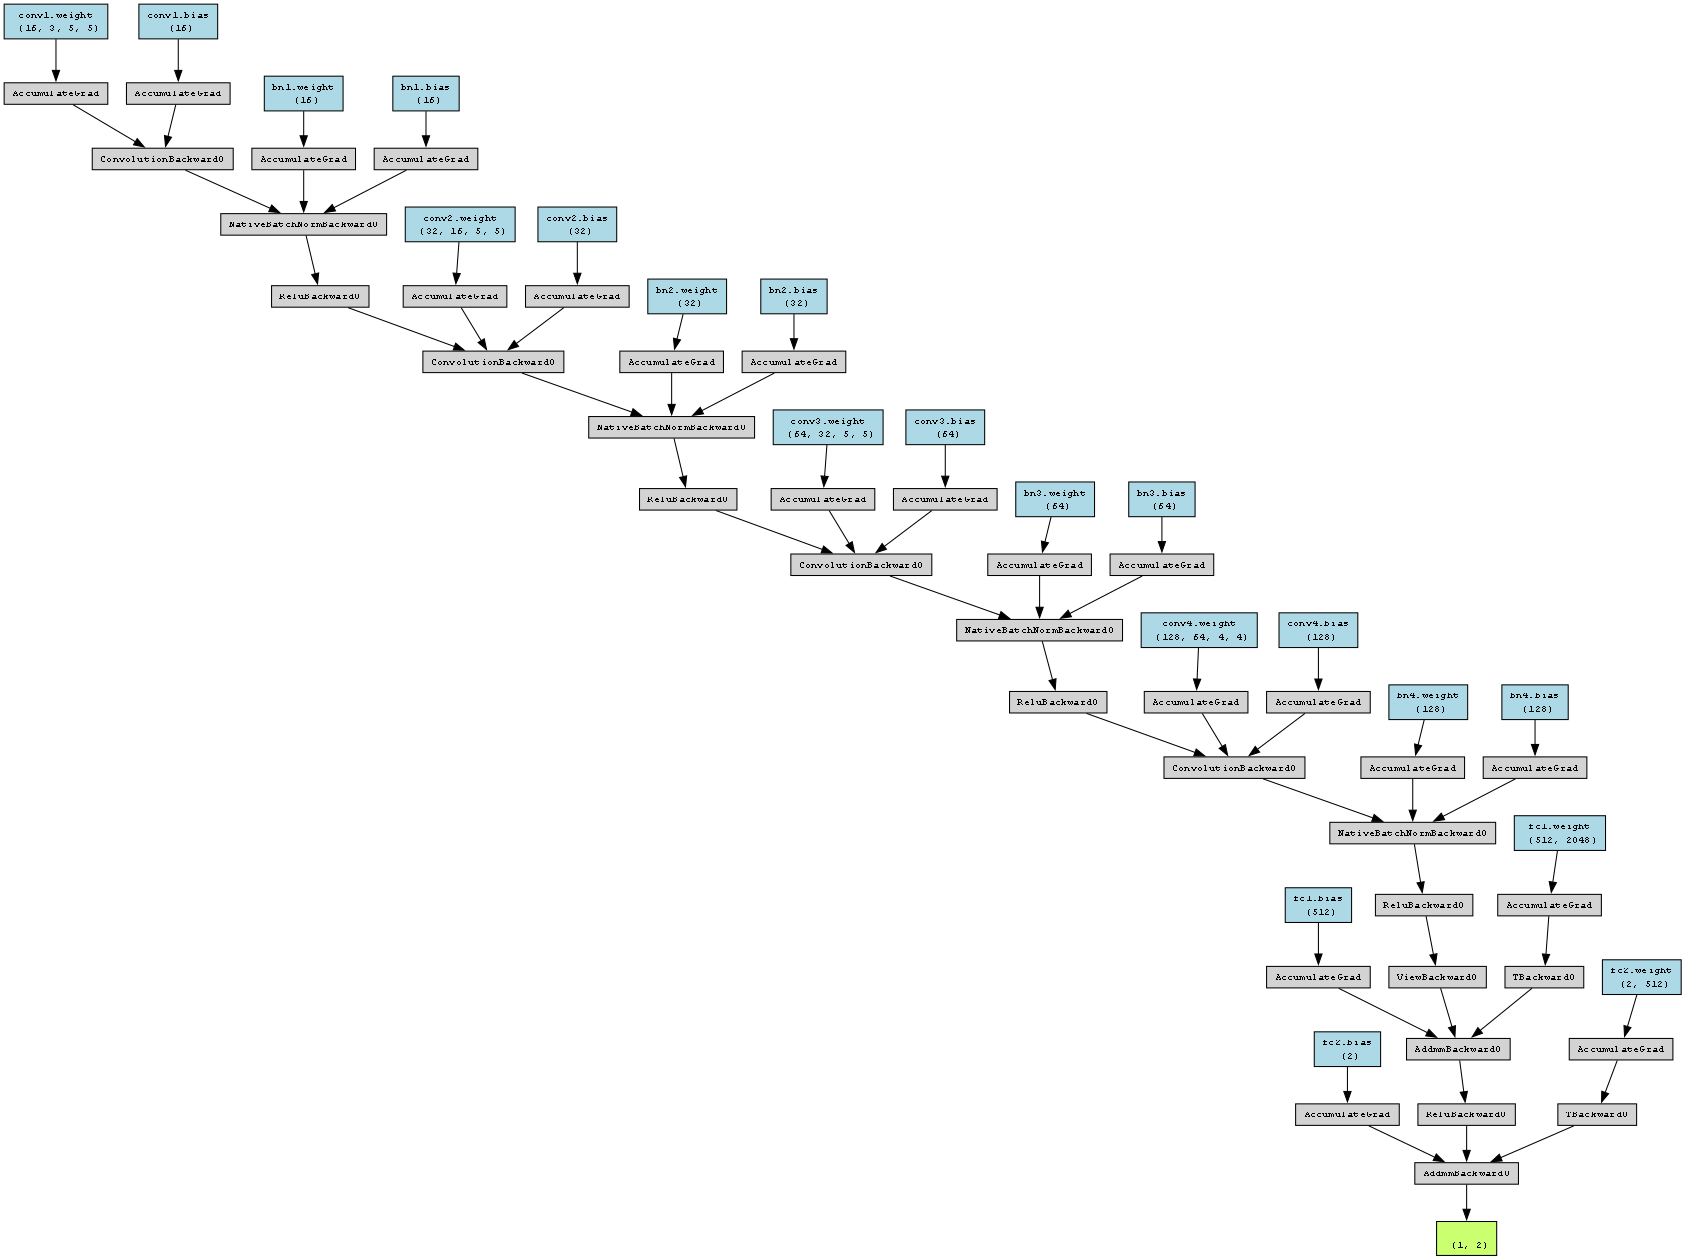 conv1.weight
(16, 3, 5, 5)
conv1.bias
(16)
AccumulateGrad
AccumulateGrad
bn1.weight
(16)
bn1.bias
(16)
ConvolutionBackward0
AccumulateGrad
AccumulateGrad
NativeBatchNormBackward0
conv2.weight
(32, 16, 5, 5)
conv2.bias
(32)
ReluBackward0
AccumulateGrad
AccumulateGrad
bn2.weight
(32)
bn2.bias
(32)
ConvolutionBackward0
AccumulateGrad
AccumulateGrad
NativeBatchNormBackward0
conv3.weight
(64, 32, 5, 5)
conv3.bias
(64)
ReluBackward0
AccumulateGrad
AccumulateGrad
bn3.weight
(64)
bn3.bias
(64)
ConvolutionBackward0
AccumulateGrad
AccumulateGrad
NativeBatchNormBackward0
conv4.weight
(128, 64, 4, 4)
conv4.bias
(128)
ReluBackward0
AccumulateGrad
AccumulateGrad
bn4.weight
(128)
bn4.bias
(128)
ConvolutionBackward0
AccumulateGrad
AccumulateGrad
NativeBatchNormBackward0
fc1.weight
(512, 2048)
fc1.bias
(512)
ReluBackward0
AccumulateGrad
AccumulateGrad
ViewBackward0
TBackward0
fc2.weight
(2, 512)
fc2.bias
(2)
AddmmBackward0
AccumulateGrad
AccumulateGrad
ReluBackward0
TBackward0
AddmmBackward0
(1, 2)